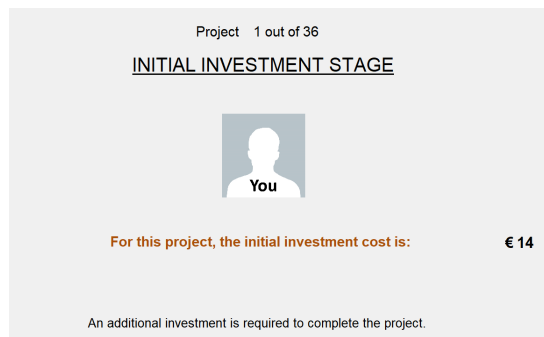 Project 1 out of 36
INITIAL INVESTMENT STAGE
You
For this project, the initial investment cost is: € 14
An additional investment is required to complete the project.